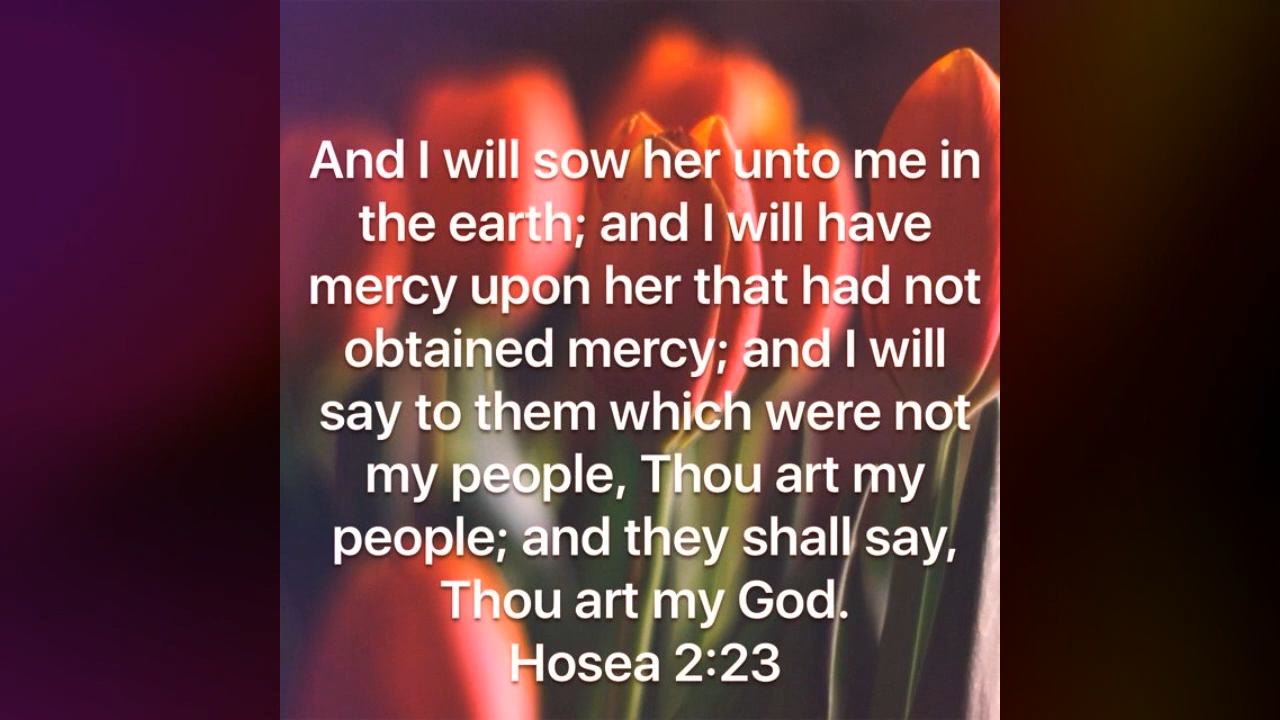 And I will sow her unto me in
the earth; and I will have
mercy upon her that had not
obtained mercy; and I will
say to them which were not
my people, Thou art my
people; and they shall say,
Thou art my God.
Hosea 2:23